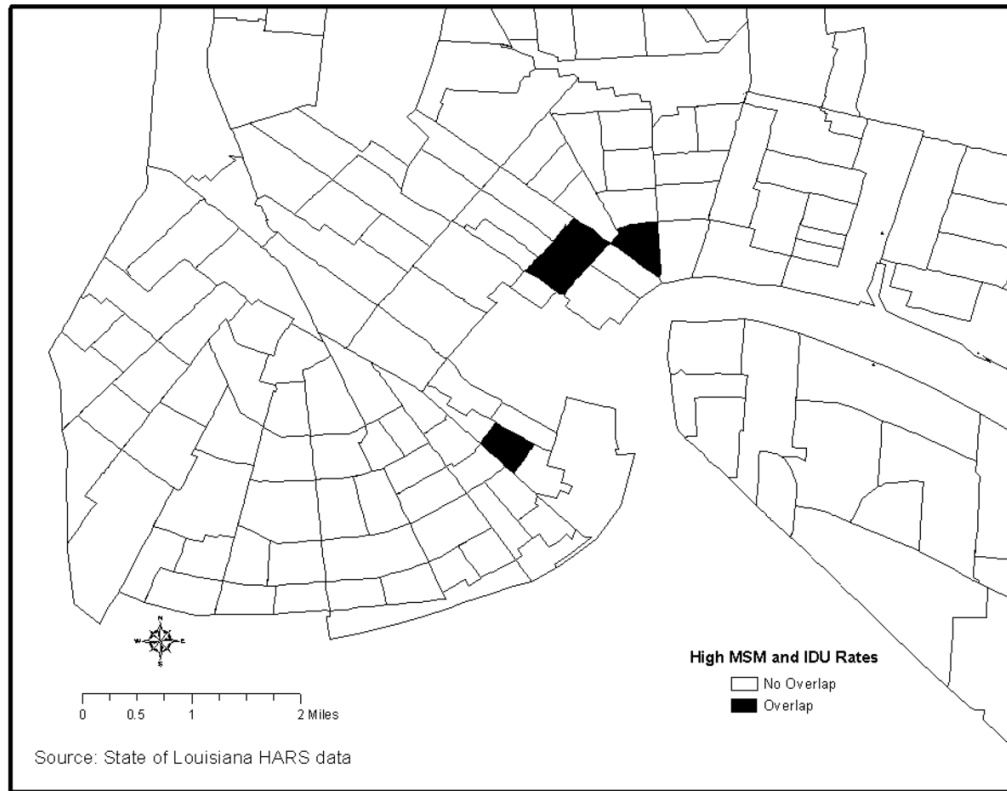 N
W E
S
0 0.5 1 2 Miles
High MSM and IDU Rates
No Overlap
Overlap
Source: State of Louisiana HARS data